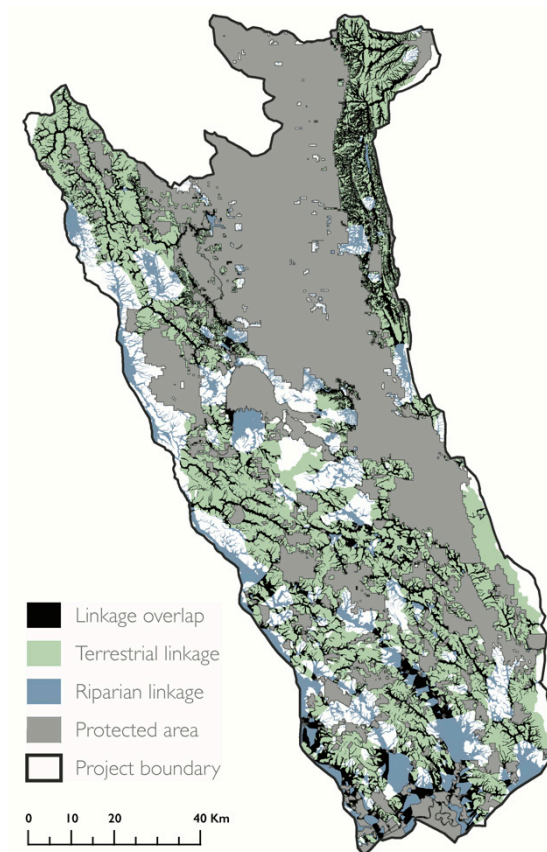 Linkage overlap
Terrestrial linkage
Riparian linkage
Protected area
Project boundary
0 10 20 40 Km